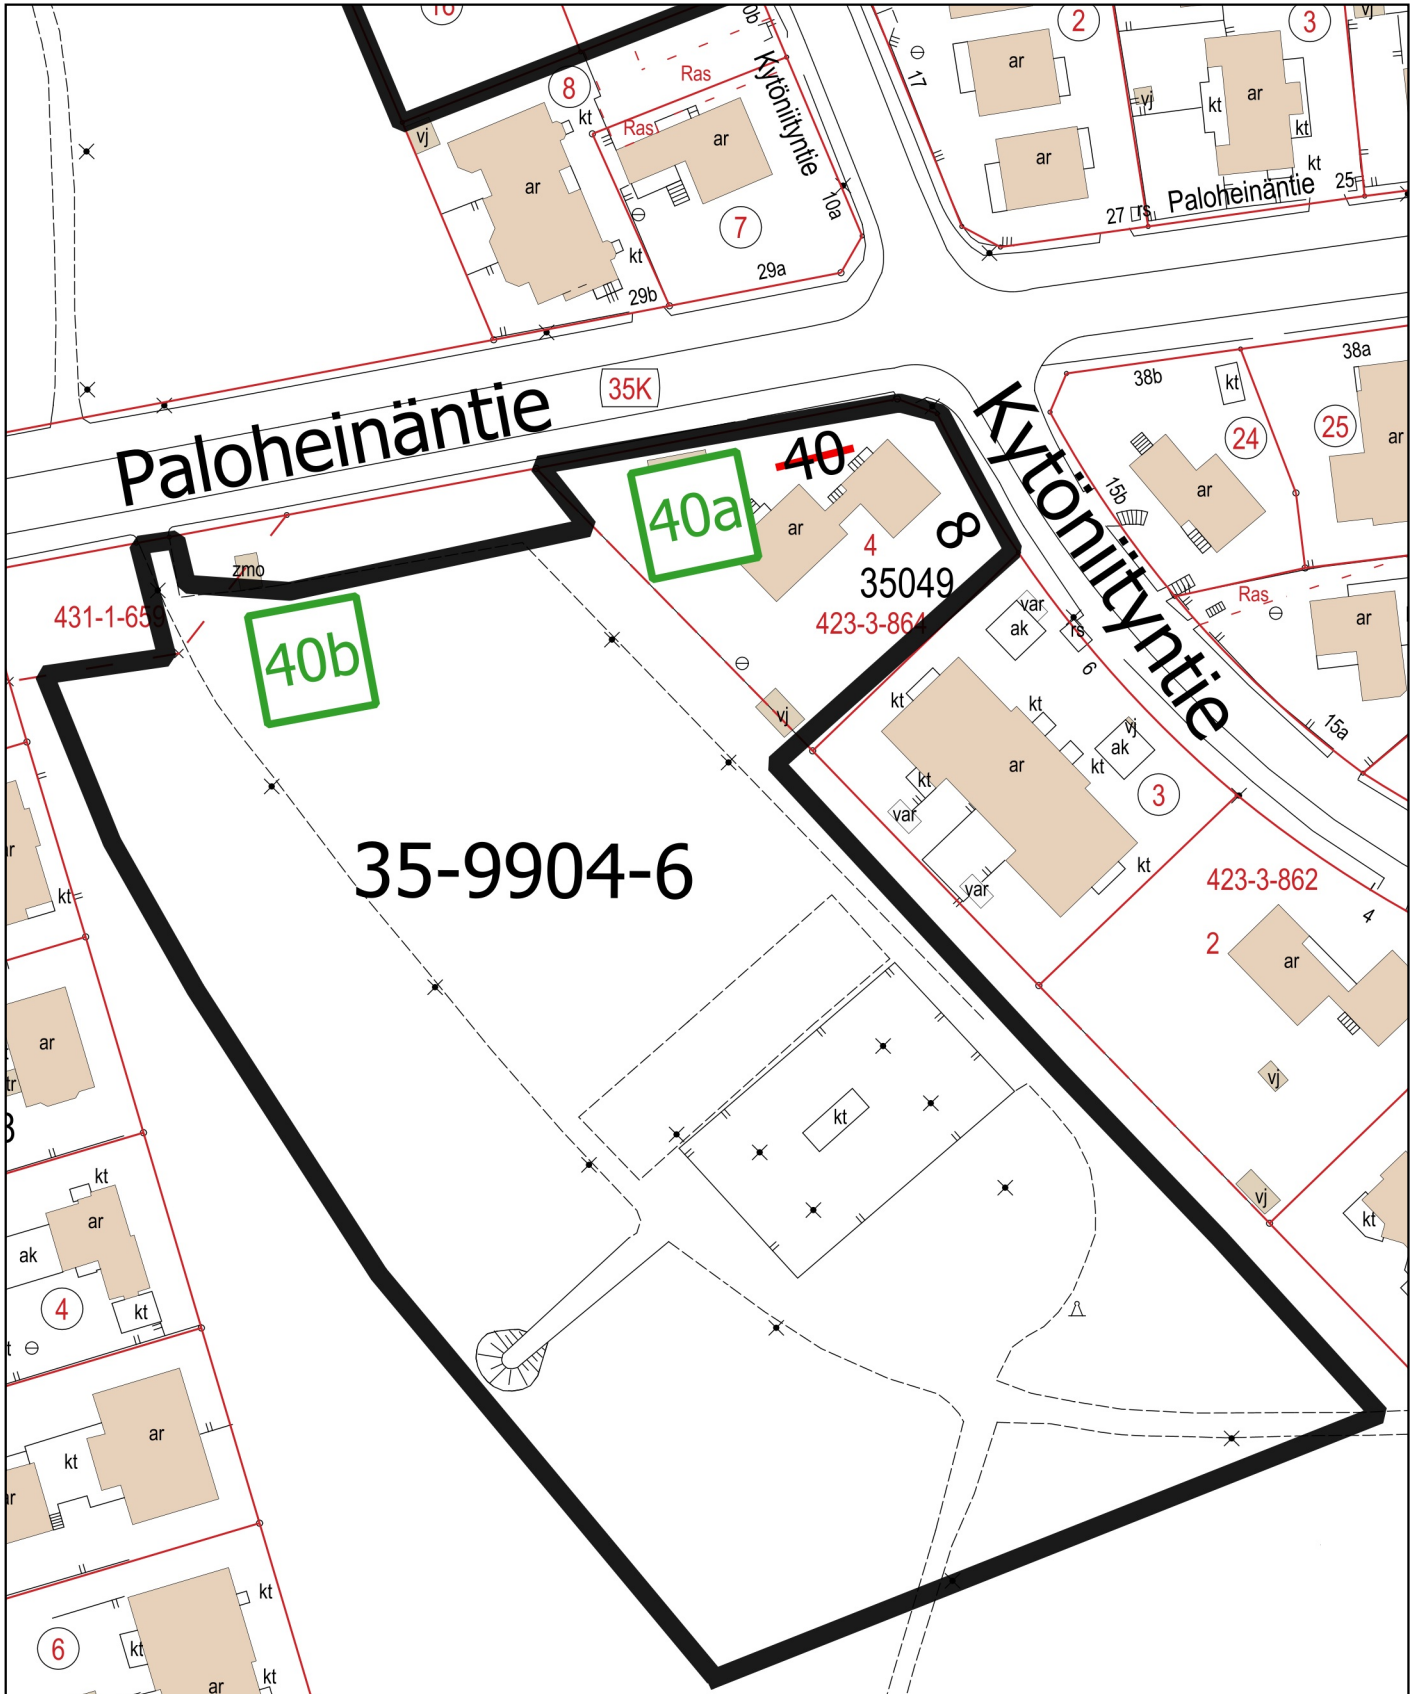 0b
2
3
vj
8
Ras
Kytöniityntie
17
ar
vj
ar
kt
kt
vj
kt
Ras
ar
ar
ar
kt
10a
7
Paloheinäntie
25
27
rs
kt
29a
29b
35K
38a
38b
kt
Paloheinäntie
Kytöniityntie
24
25
ar
40
40a
15b
ar
ar
8
4
35049
zmo
431-1-659
423-3-864
40b
var
ak
rs
6
Ras
ar
vj
kt
kt
vj
ak
kt
ar
kt
3
var
15a
35-9904-6
kt
var
423-3-862
4
2
ar
kt
ar
vj
tr
kt
kt
ar
ak
vj
kt
4
kt
ar
kt
kt
6
kt
kt
ar